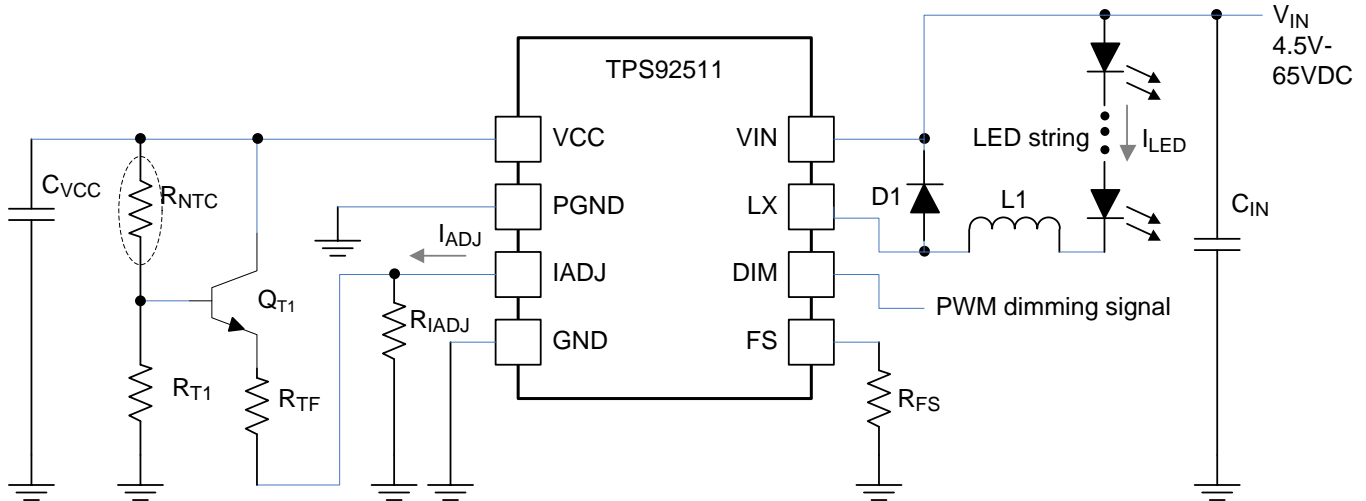 TPS92511
V_IN
4.5V-
65VDC
VCC
VIN
LED string
I_LED
C_VCC
R_NTC
PGND
LX
D1
L1
C_IN
I_ADJ
IADJ
DIM
Q_T1
PWM dimming signal
R_IADJ
GND
FS
R_T1
R_TF
R_FS